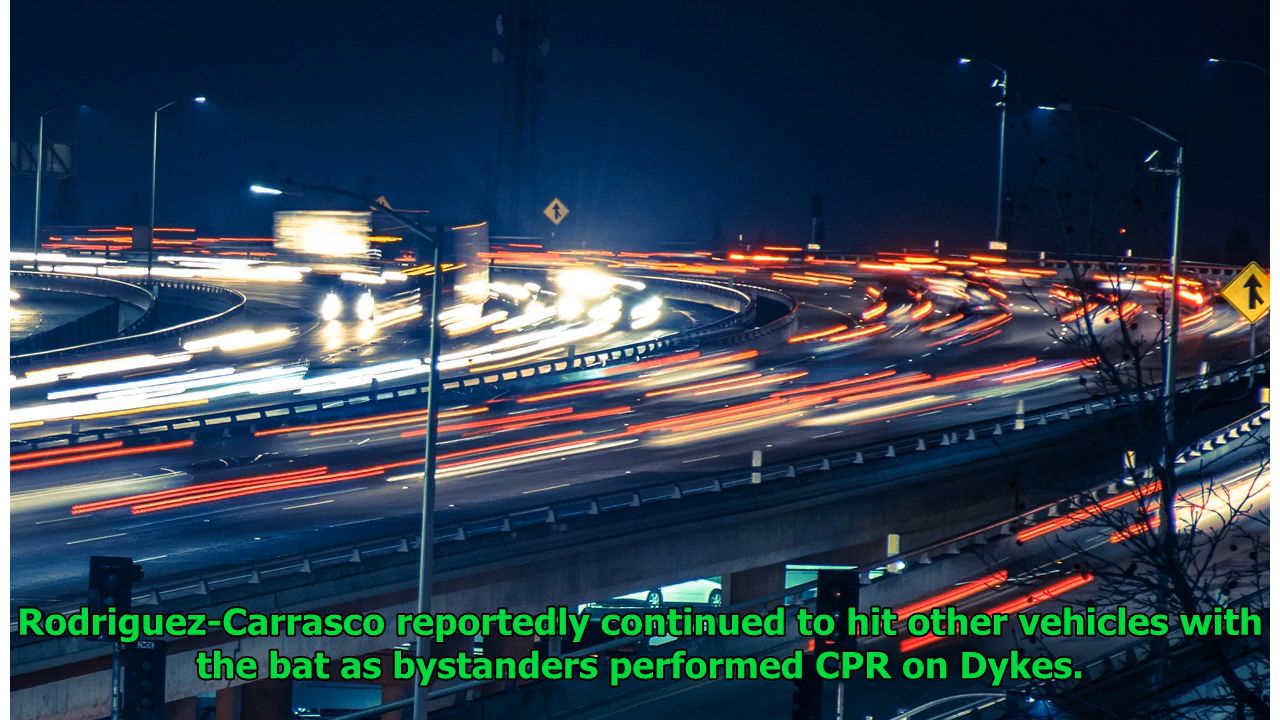 Rodriguez-Carrasco reportedly continued to hit other vehicles with
the bat as bystanders performed CPR on Dykes.